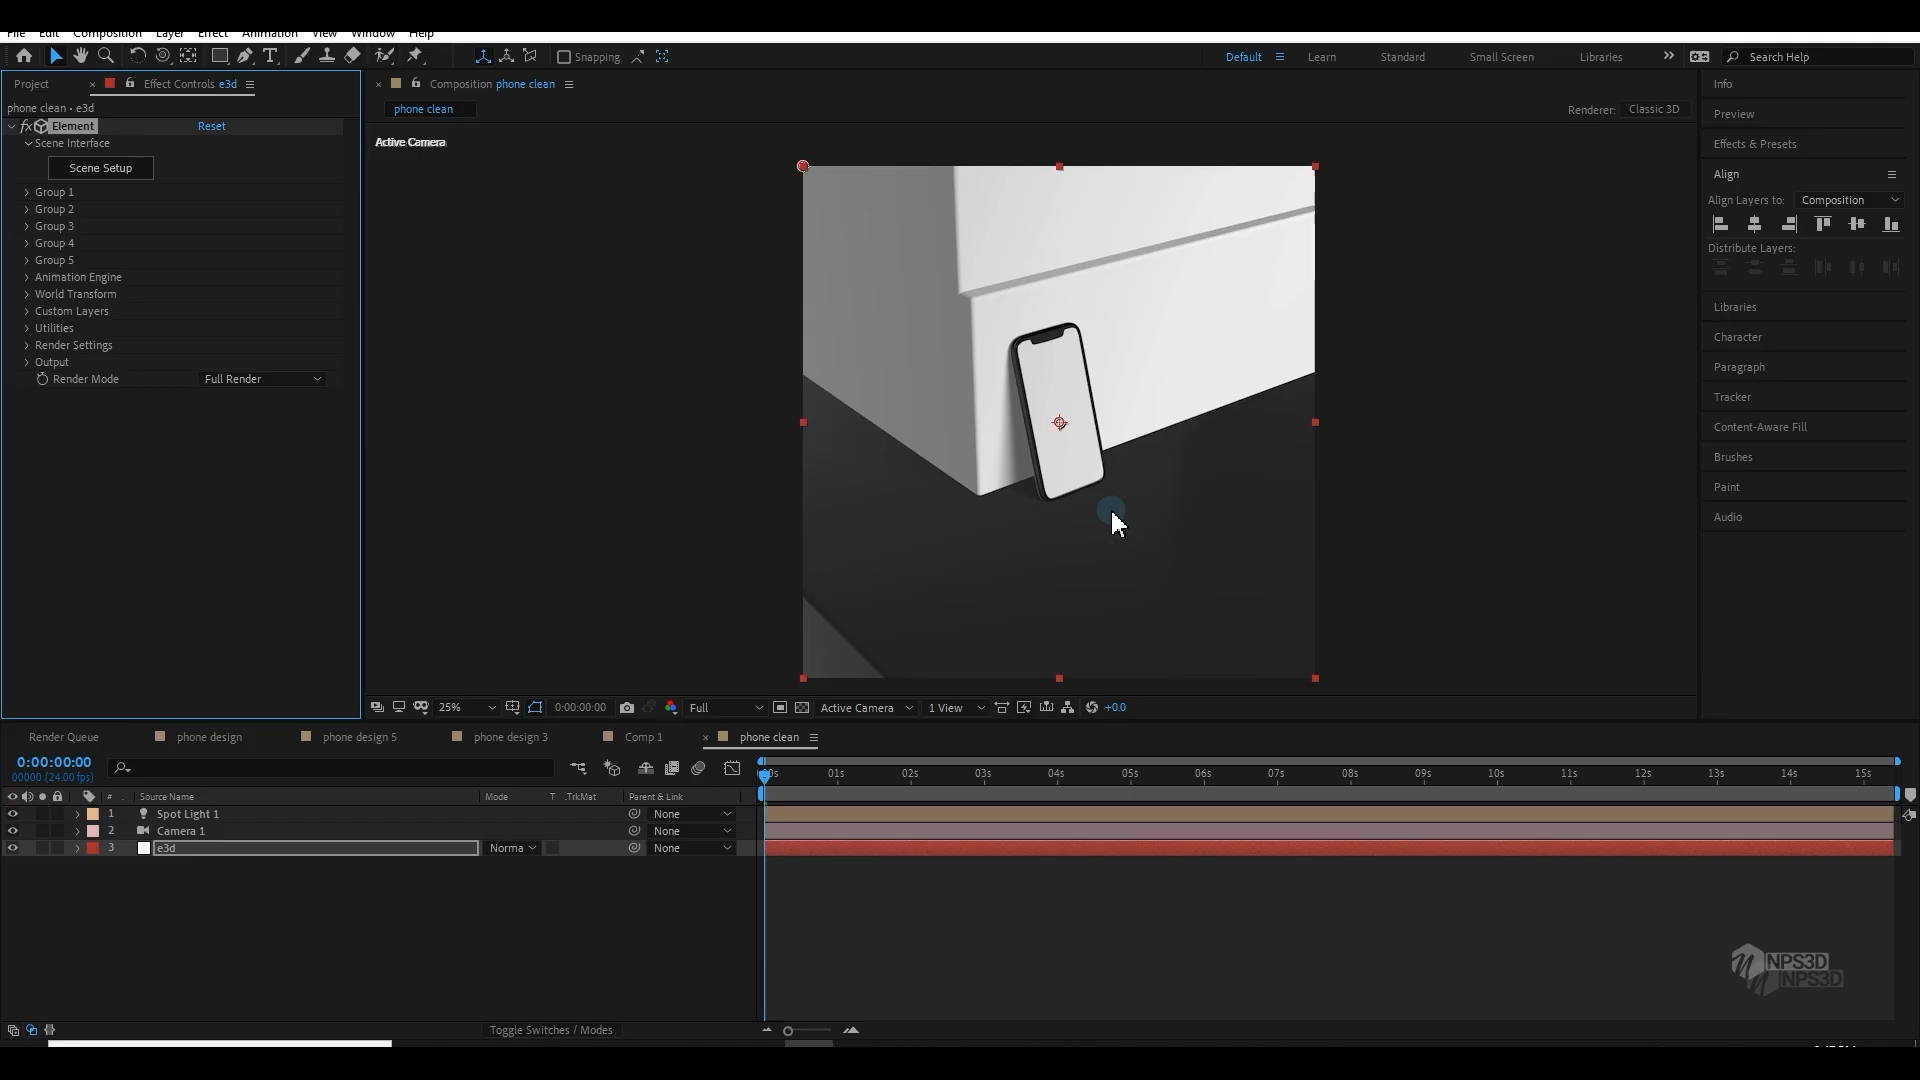 File Edit Composition Layer Effect Animation View Window Help
Snapping
Default Learn Standard Small Screen Libraries Search Help
Project Effect Controls e3d
Composition phone clean
Info
phone clean • e3d
phone clean
Renderer: Classic 3D
Preview
fx Element Reset
Active Camera
Effects & Presets
Scene Interface
Scene Setup
Align
Group 1
Align Layers to: Composition
Group 2
Group 3
Group 4
Distribute Layers:
Group 5
Animation Engine
World Transform
Custom Layers
Libraries
Utilities
Character
Render Settings
Output
Paragraph
Render Mode Full Render
Tracker
Content-Aware Fill
Brushes
Paint
Audio
25% 0:00:00:00 Full Active Camera 1 View +0.0
Render Queue phone design phone design 5 phone design 3 Comp 1 phone clean
0:00:00:00
00000 (24.00 fps)
00s 01s 02s 03s 04s 05s 06s 07s 08s 09s 10s 11s 12s 13s 14s 15s
# . Source Name Mode T .TrkMat Parent & Link
1 Spot Light 1 None
2 Camera 1 None
3 e3d Norma None
NPS3D
NPS3D
Toggle Switches / Modes